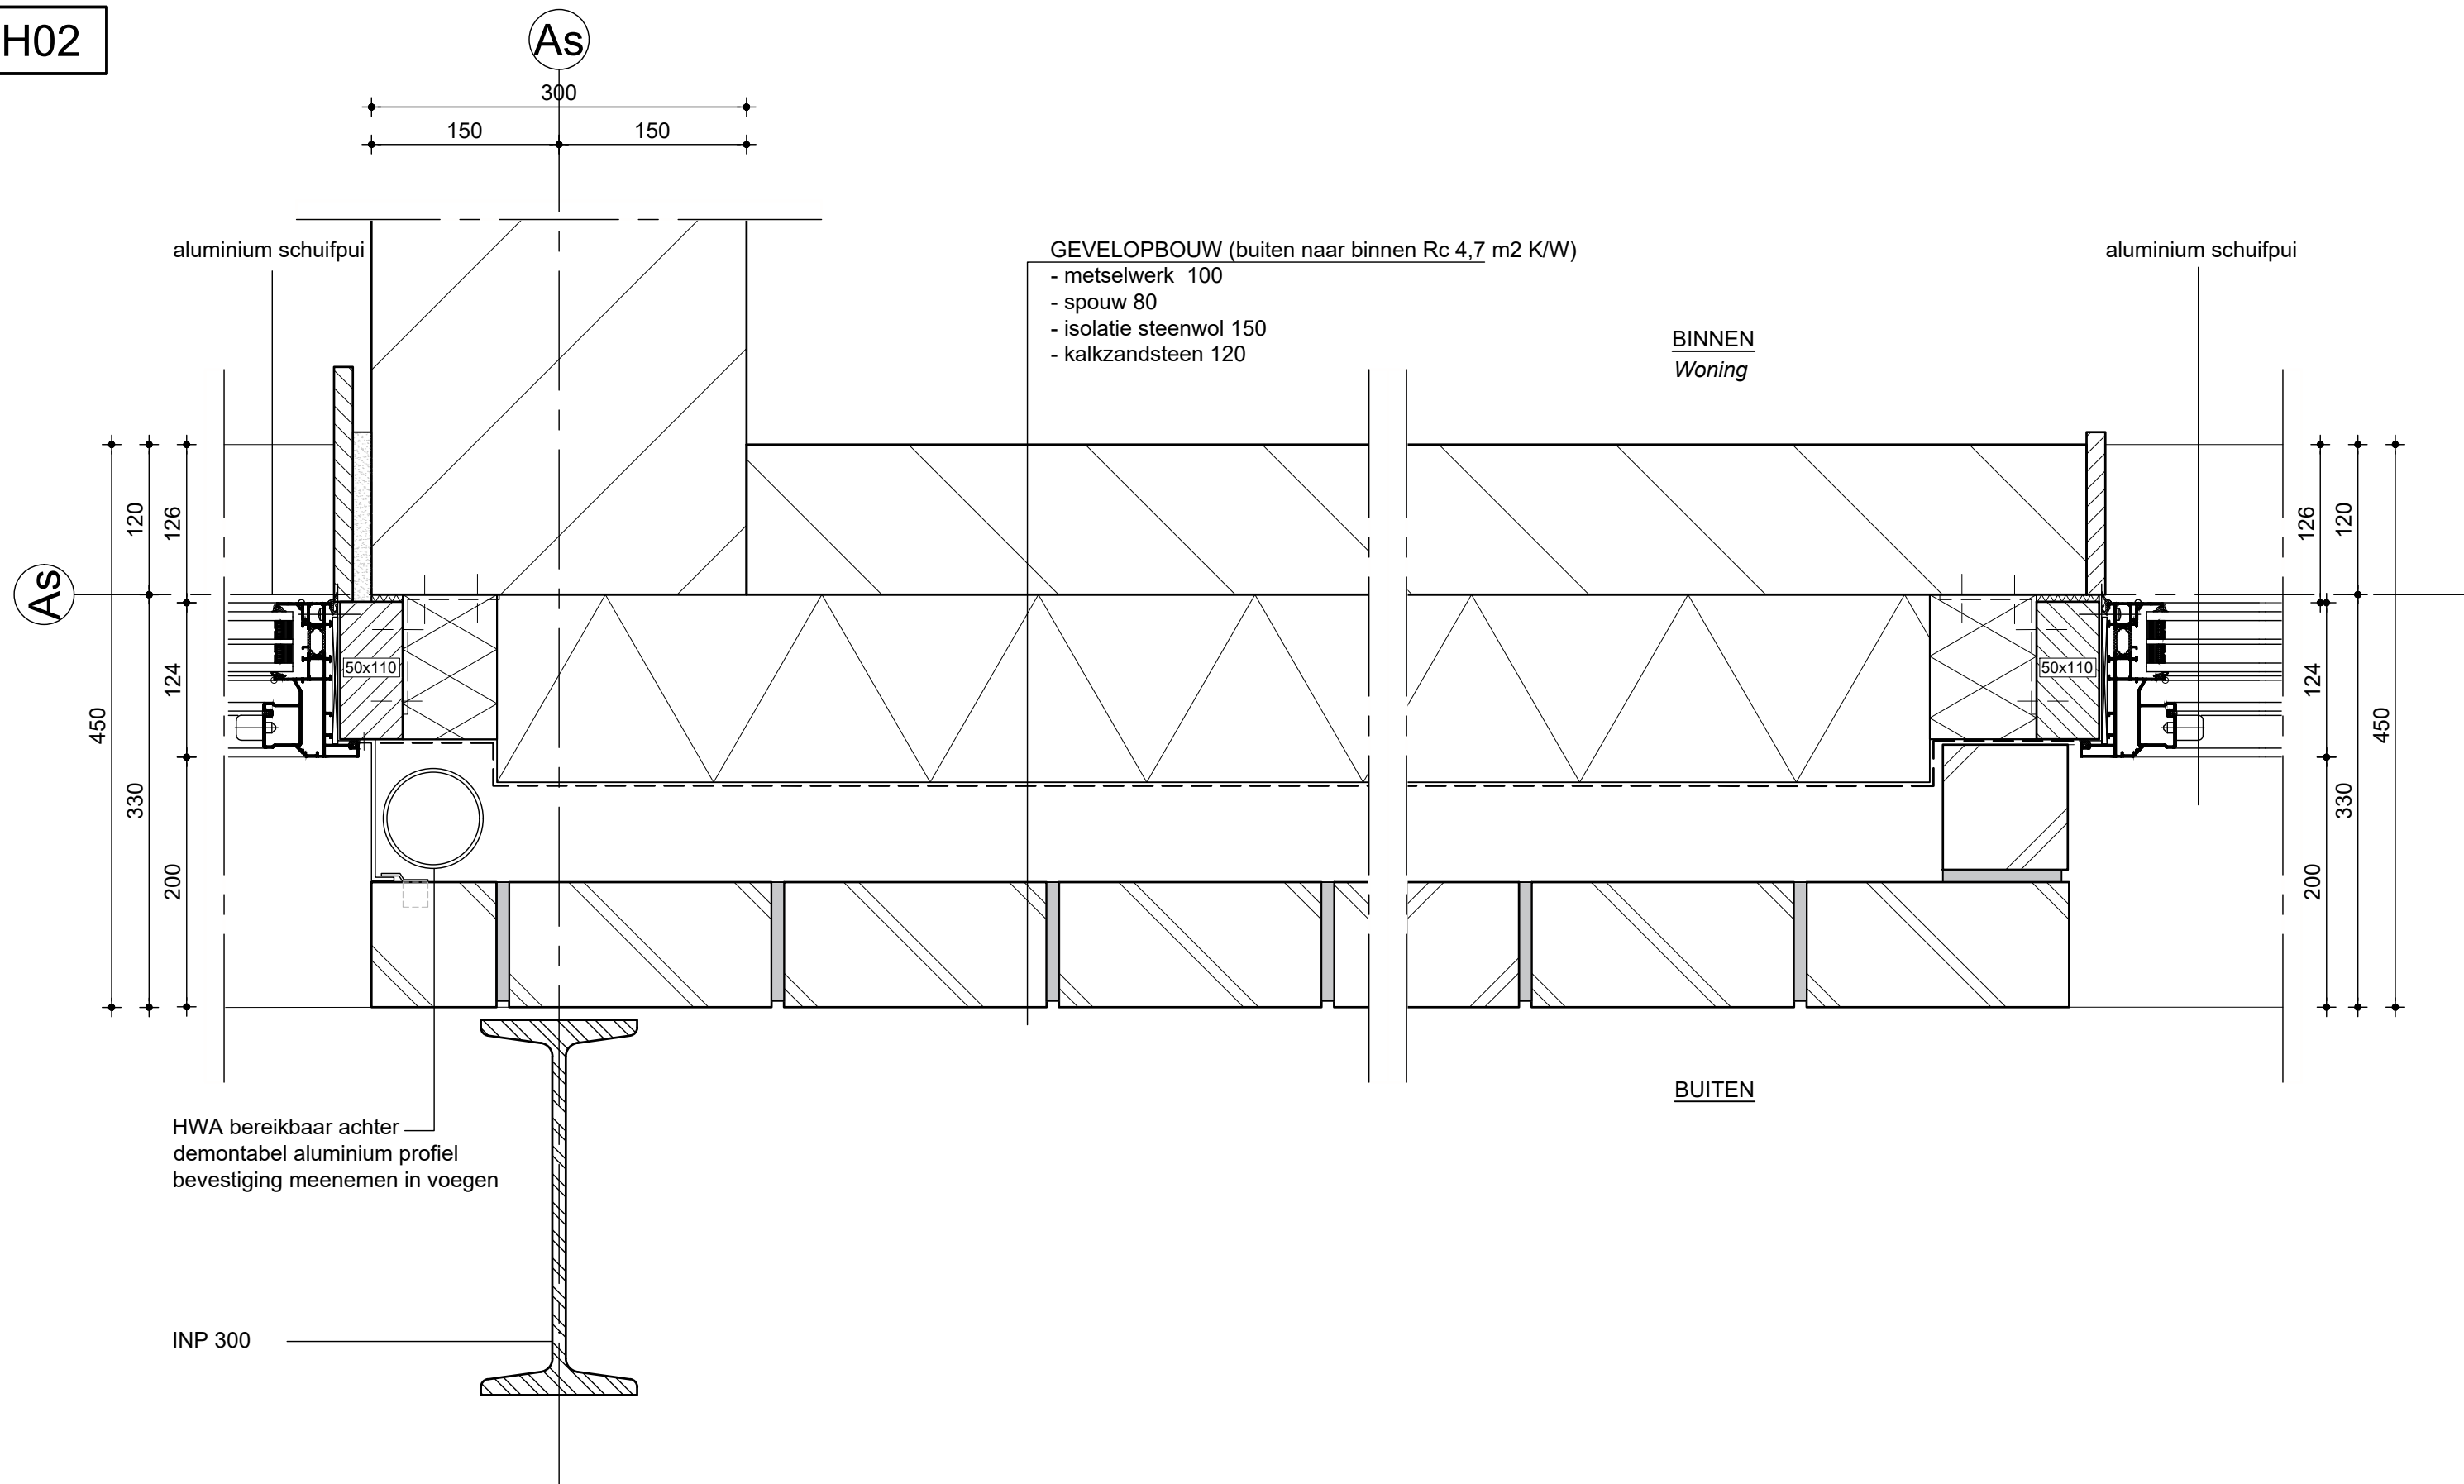 H02
As
300
150 150
aluminium schuifpui
GEVELOPBOUW (buiten naar binnen Rc 4,7 m2 K/W)
- metselwerk 100
- spouw 80
- isolatie steenwol 150
- kalkzandsteen 120
aluminium schuifpui
BINNEN
Woning
As
450
120
330
126
124
200
50x110
50x110
126
124
200
120
330
450
BUITEN
HWA bereikbaar achter
demontabel aluminium profiel
bevestiging meenemen in voegen
INP 300